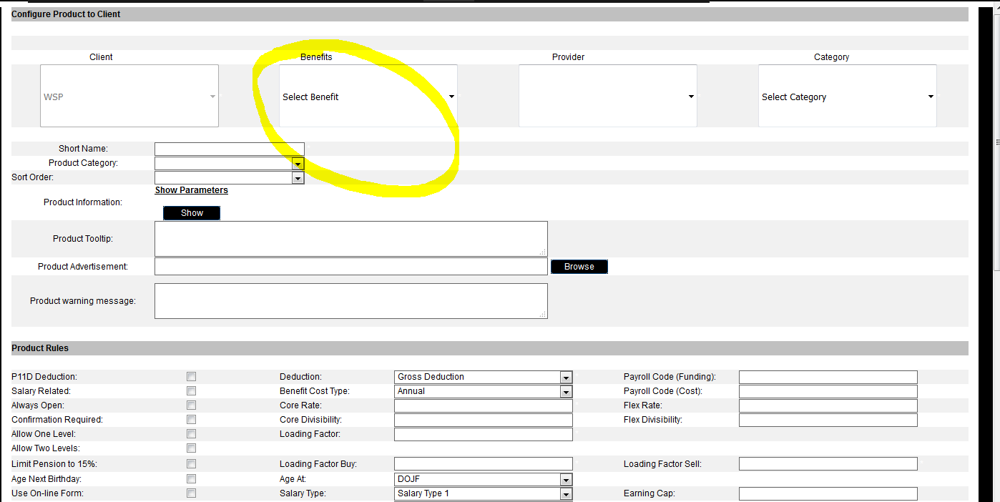 Configure Product to Client
Client Benefits Provider Category
WSP Select Benefit Select Category
Short Name:
Product Category:
Sort Order:
Show Parameters
Product Information:
Show
Product Tooltip:
Product Advertisement: Browse
Product warning message:
Product Rules
P11D Deduction: Deduction: Gross Deduction Payroll Code (Funding):
Salary Related: Benefit Cost Type: Annual Payroll Code (Cost):
Always Open: Core Rate: Flex Rate:
Confirmation Required: Core Divisibility: Flex Divisibility:
Allow One Level: Loading Factor:
Allow Two Levels:
Limit Pension to 15%: Loading Factor Buy: Loading Factor Sell:
Age Next Birthday: Age At: DOJF
Use On-line Form: Salary Type: Salary Type 1 Earning Cap: